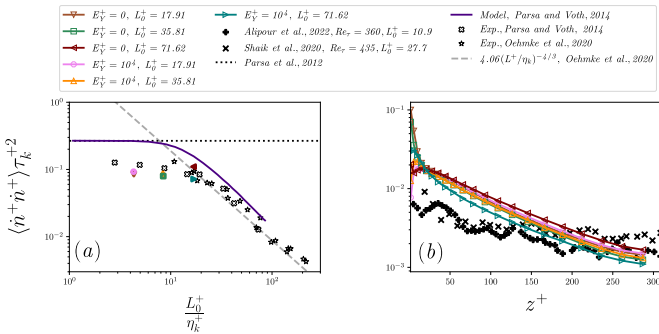 E_Y^+=0, L_0^+=17.91
E_Y^+=0, L_0^+=35.81
E_Y^+=0, L_0^+=71.62
E_Y^+=10^4, L_0^+=17.91
E_Y^+=10^4, L_0^+=35.81
E_Y^+=10^4, L_0^+=71.62
Alipour et al., 2022, Re_τ=360, L_0^+=10.9
Shaik et al., 2020, Re_τ=435, L_0^+=27.7
Parsa et al., 2012
Model, Parsa and Voth, 2014
Exp., Parsa and Voth, 2014
Exp., Oehmke et al., 2020
4.06(L^+/η_k)^{-4/3}, Oehmke et al., 2020
⟨ṅ^+ṅ^+⟩τ_k^{+2}
10^0
10^{-1}
10^{-2}
(a)
10^0 10^1 10^2
L_0^+
η_k^+
10^{-1}
10^{-2}
10^{-3}
(b)
50 100 150 200 250 300
z^+